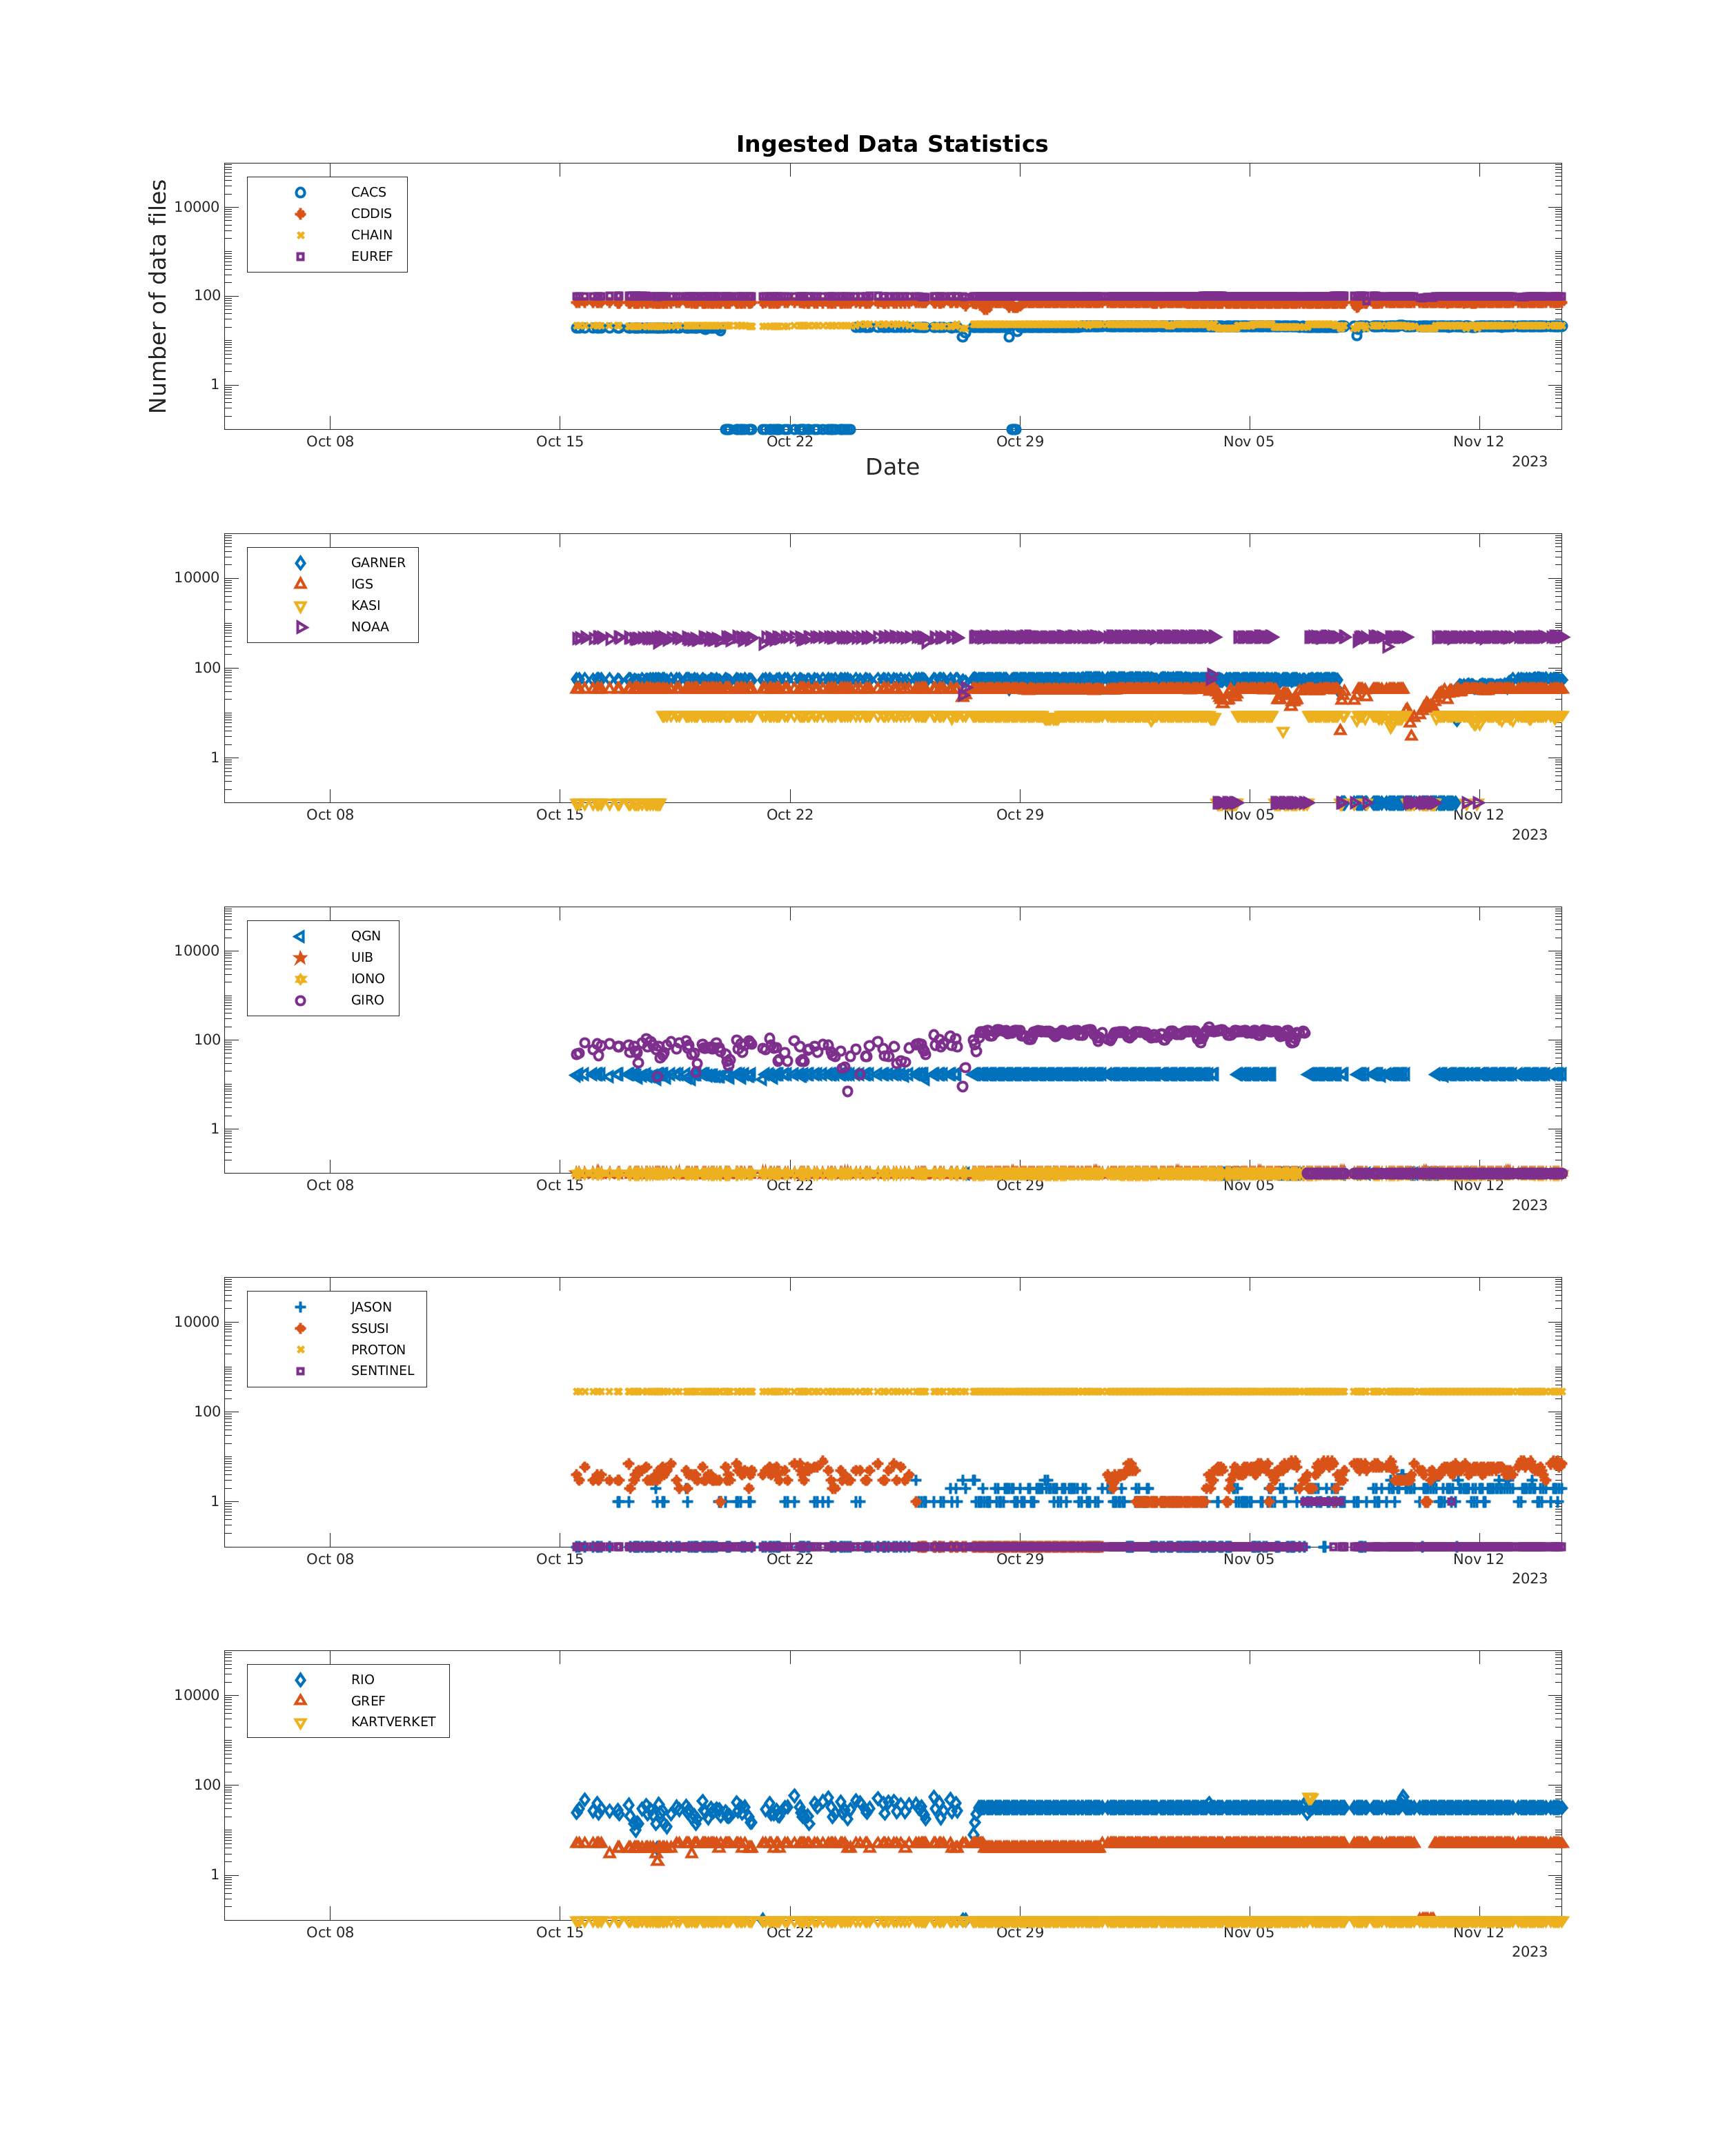 Ingested Data Statistics
Number of data files
CACS
CDDIS
CHAIN
EUREF
10000
100
1
Oct 08 Oct 15 Oct 22 Oct 29 Nov 05 Nov 12
2023
Date
GARNER
IGS
KASI
NOAA
10000
100
1
Oct 08 Oct 15 Oct 22 Oct 29 Nov 05 Nov 12
2023
QGN
UIB
IONO
GIRO
10000
100
1
Oct 08 Oct 15 Oct 22 Oct 29 Nov 05 Nov 12
2023
JASON
SSUSI
PROTON
SENTINEL
10000
100
1
Oct 08 Oct 15 Oct 22 Oct 29 Nov 05 Nov 12
2023
RIO
GREF
KARTVERKET
10000
100
1
Oct 08 Oct 15 Oct 22 Oct 29 Nov 05 Nov 12
2023